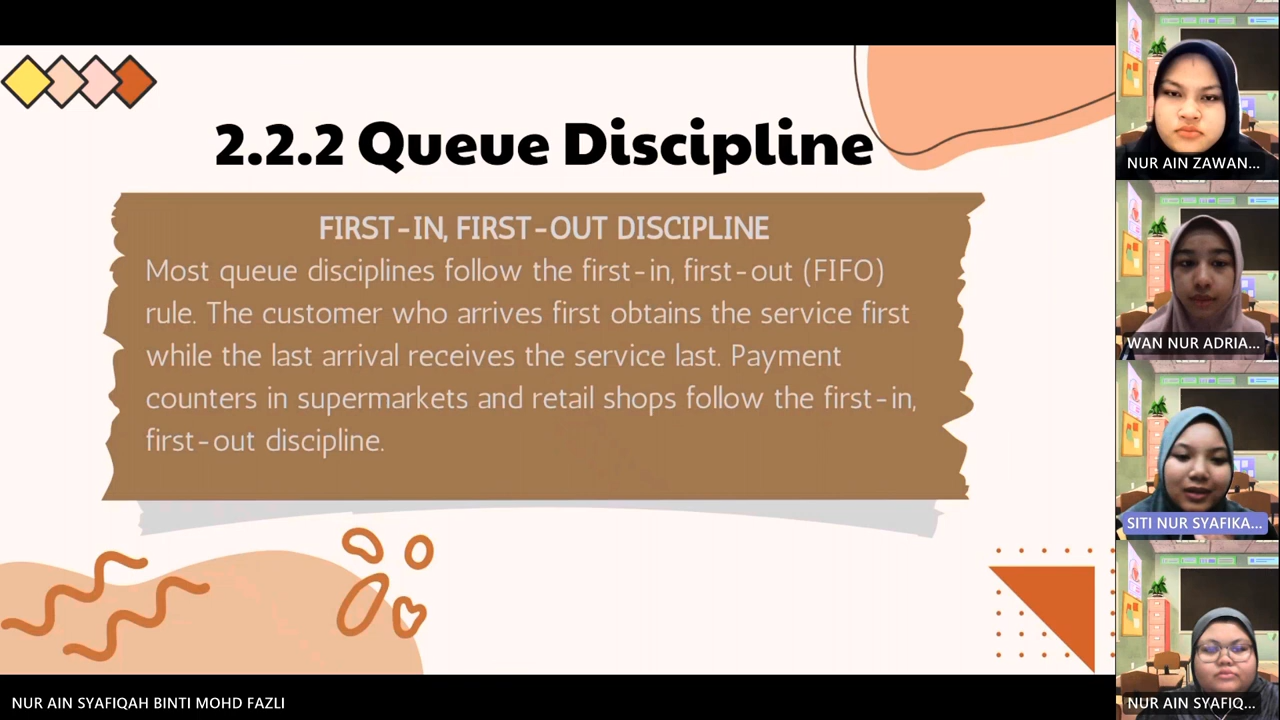 2.2.2 Queue Discipline
FIRST-IN, FIRST-OUT DISCIPLINE
Most queue disciplines follow the first-in, first-out (FIFO)
rule. The customer who arrives first obtains the service first
while the last arrival receives the service last. Payment
counters in supermarkets and retail shops follow the first-in,
first-out discipline.
NUR AIN ZAWAN...
WAN NUR ADRIA...
SITI NUR SYAFIKA...
NUR AIN SYAFIQ...
NUR AIN SYAFIQAH BINTI MOHD FAZLI